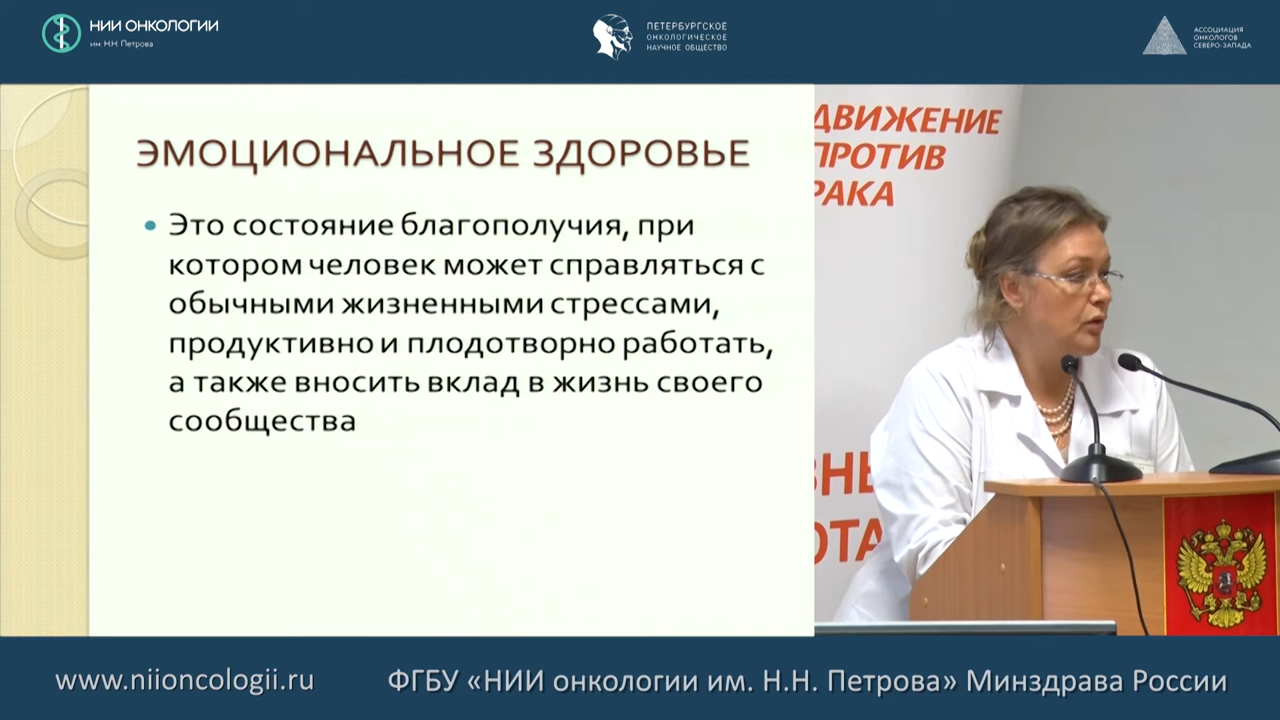 НИИ ОНКОЛОГИИ
им. Н.Н. Петрова
ПЕТЕРБУРГСКОЕ
ОНКОЛОГИЧЕСКОЕ
НАУЧНОЕ ОБЩЕСТВО
АССОЦИАЦИЯ
ОНКОЛОГОВ
СЕВЕРО-ЗАПАДА
ЭМОЦИОНАЛЬНОЕ ЗДОРОВЬЕ
• Это состояние благополучия, при
котором человек может справляться с
обычными жизненными стрессами,
продуктивно и плодотворно работать,
а также вносить вклад в жизнь своего
сообщества
ДВИЖЕНИЕ
ПРОТИВ
РАКА
www.niioncologii.ru
ФГБУ «НИИ онкологии им. Н.Н. Петрова» Минздрава России